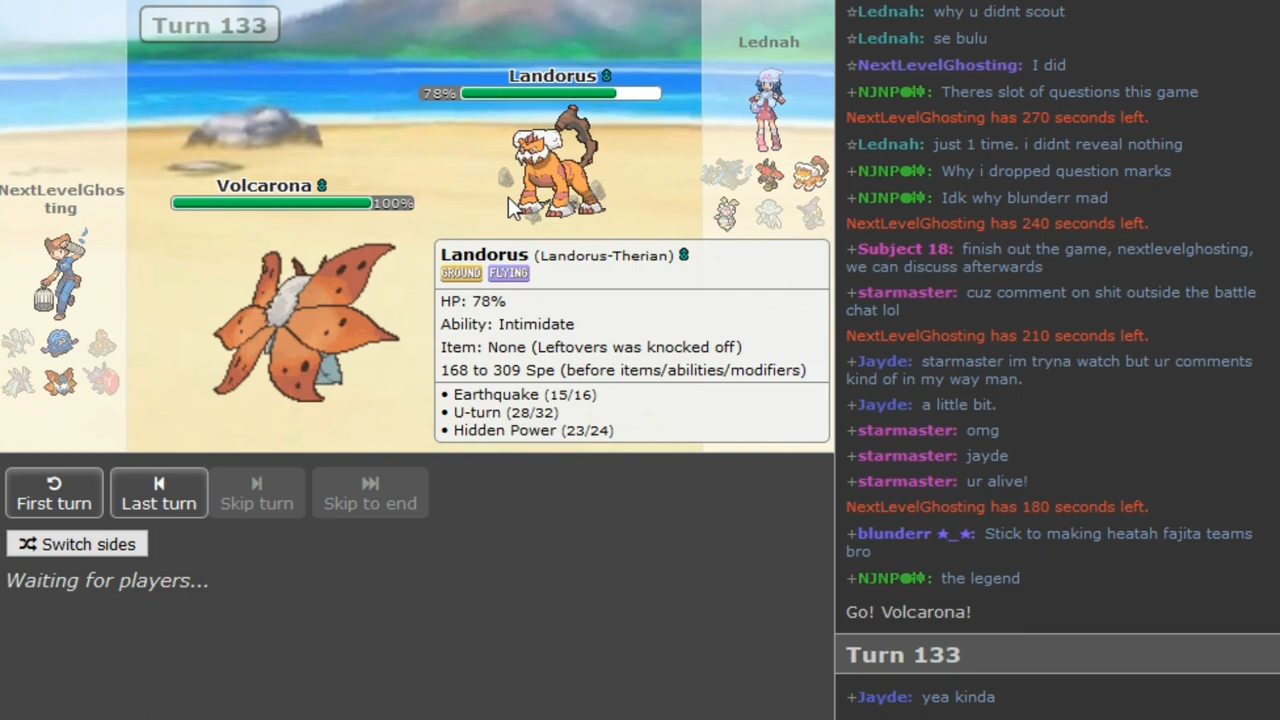 Turn 133
Lednah
NextLevelGhos
ting
Landorus
78%
Volcarona
100%
Landorus (Landorus-Therian)
GROUND FLYING
HP: 78%
Ability: Intimidate
Item: None (Leftovers was knocked off)
168 to 309 Spe (before items/abilities/modifiers)
• Earthquake (15/16)
• U-turn (28/32)
• Hidden Power (23/24)
First turn
Last turn
Skip turn
Skip to end
Switch sides
Waiting for players...
☆Lednah: why u didnt scout
☆Lednah: se bulu
☆NextLevelGhosting: I did
+NJNP●神: Theres slot of questions this game
NextLevelGhosting has 270 seconds left.
☆Lednah: just 1 time. i didnt reveal nothing
+NJNP●神: Why i dropped question marks
+NJNP●神: Idk why blunderr mad
NextLevelGhosting has 240 seconds left.
+Subject 18: finish out the game, nextlevelghosting,
we can discuss afterwards
+starmaster: cuz comment on shit outside the battle
chat lol
NextLevelGhosting has 210 seconds left.
+Jayde: starmaster im tryna watch but ur comments
kind of in my way man.
+Jayde: a little bit.
+starmaster: omg
+starmaster: jayde
+starmaster: ur alive!
NextLevelGhosting has 180 seconds left.
+blunderr ★_★: Stick to making heatah fajita teams
bro
+NJNP●神: the legend
Go! Volcarona!
Turn 133
+Jayde: yea kinda